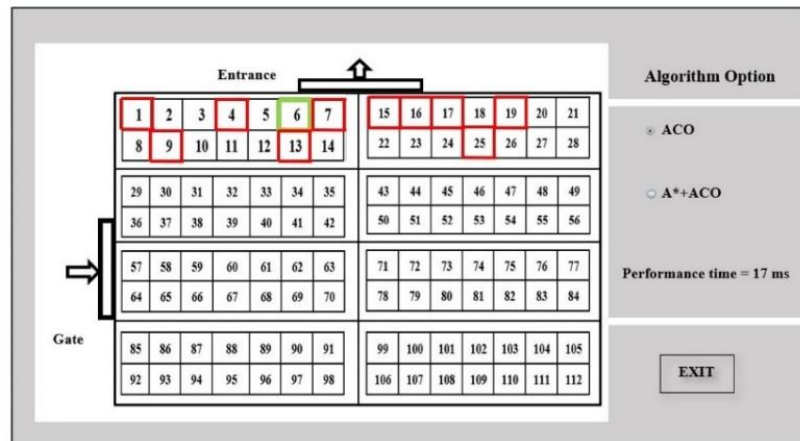 Entrance
Algorithm Option
1 2 3 4 5 6 7 15 16 17 18 19 20 21
8 9 10 11 12 13 14 22 23 24 25 26 27 28
ACO
29 30 31 32 33 34 35 43 44 45 46 47 48 49
A*+ACO
36 37 38 39 40 41 42 50 51 52 53 54 55 56
57 58 59 60 61 62 63 71 72 73 74 75 76 77
Performance time = 17 ms
64 65 66 67 68 69 70 78 79 80 81 82 83 84
Gate
85 86 87 88 89 90 91 99 100 101 102 103 104 105
92 93 94 95 96 97 98 106 107 108 109 110 111 112
EXIT